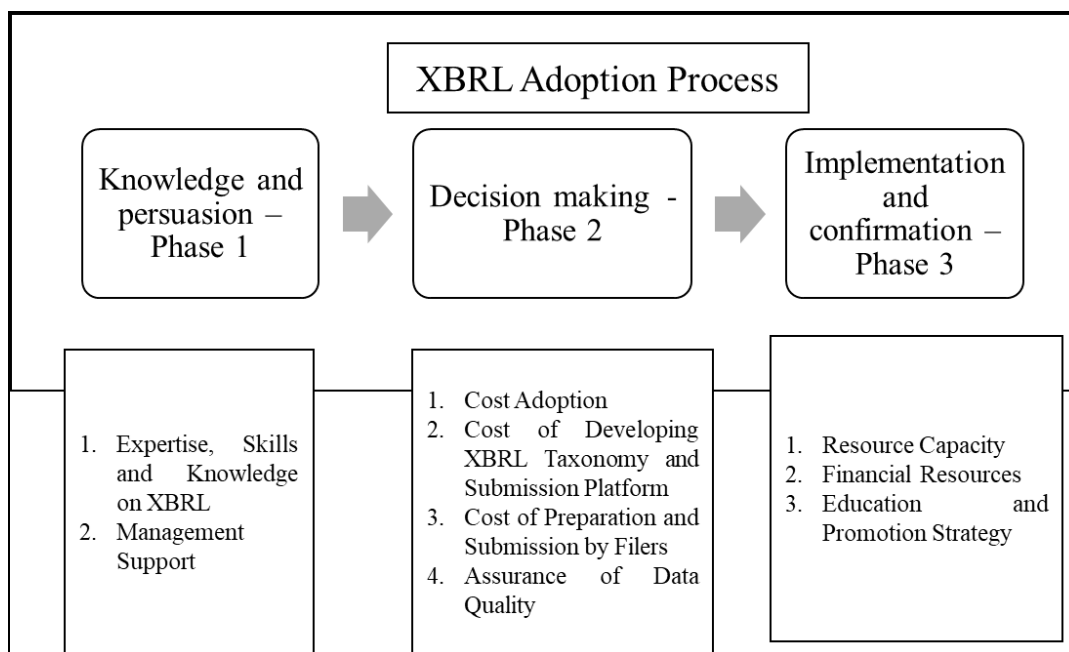 XBRL Adoption Process
Knowledge and
persuasion –
Phase 1
Decision making -
Phase 2
Implementation
and
confirmation –
Phase 3
1. Expertise, Skills
and Knowledge
on XBRL
2. Management
Support
1. Cost Adoption
2. Cost of Developing
XBRL Taxonomy and
Submission Platform
3. Cost of Preparation and
Submission by Filers
4. Assurance of Data
Quality
1. Resource Capacity
2. Financial Resources
3. Education and
Promotion Strategy